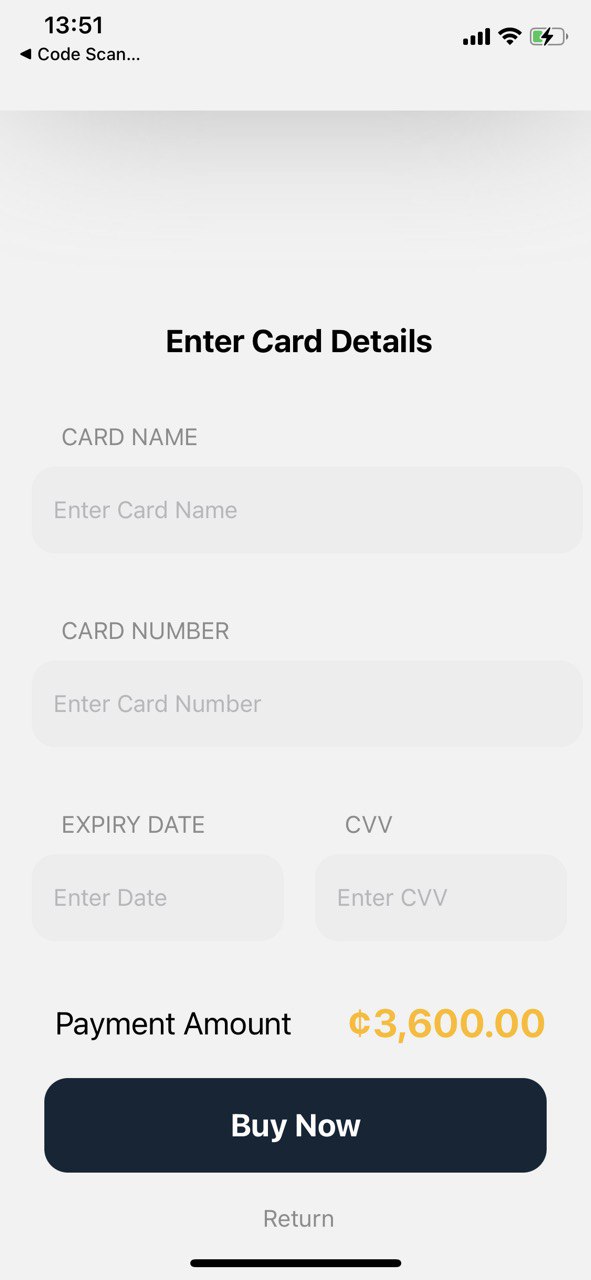 13:51
◀ Code Scan...
Enter Card Details
CARD NAME
Enter Card Name
CARD NUMBER
Enter Card Number
EXPIRY DATE CVV
Enter Date Enter CVV
Payment Amount ₵3,600.00
Buy Now
Return